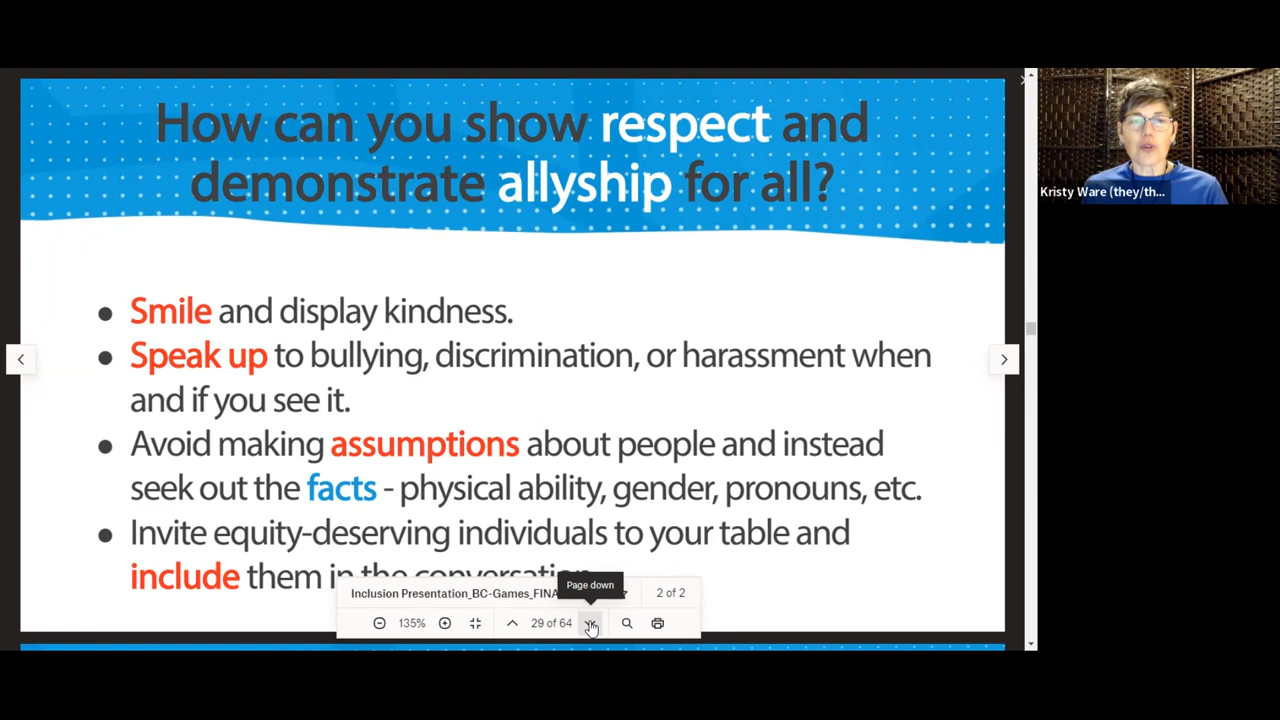 How can you show respect and
demonstrate allyship for all?
Kristy Ware (they/th...
● Smile and display kindness.
● Speak up to bullying, discrimination, or harassment when
and if you see it.
● Avoid making assumptions about people and instead
seek out the facts - physical ability, gender, pronouns, etc.
● Invite equity-deserving individuals to your table and
include them in the conversation
Page down
Inclusion Presentation_BC-Games_FINA
2 of 2
135%
29 of 64